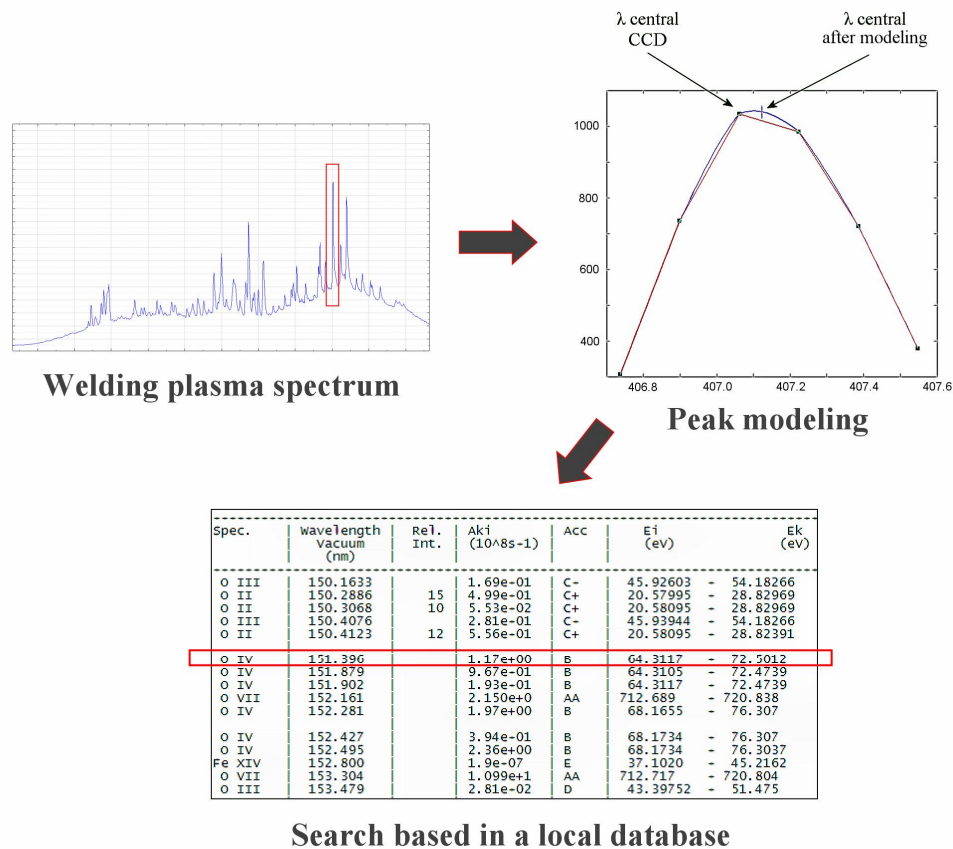 λ central
CCD
λ central
after modeling
1000
800
600
400
406.8 407.0 407.2 407.4 407.6
Welding plasma spectrum
Peak modeling
Spec. | Wavelength | Rel. | Aki | Acc | Ei Ek
| Vacuum | Int. | (10^8s-1) | | (eV) (eV)
| (nm) | | | |
O III | 150.1633 | | 1.69e-01 | C- | 45.92603 - 54.18266
O II | 150.2886 | 15 | 4.99e-01 | C+ | 20.57995 - 28.82969
O II | 150.3068 | 10 | 5.53e-02 | C+ | 20.58095 - 28.82969
O III | 150.4076 | | 2.81e-01 | C- | 45.93944 - 54.18266
O II | 150.4123 | 12 | 5.56e-01 | C+ | 20.58095 - 28.82391
O IV | 151.396 | | 1.17e+00 | B | 64.3117 - 72.5012
O IV | 151.879 | | 9.67e-01 | B | 64.3105 - 72.4739
O IV | 151.902 | | 1.93e-01 | B | 64.3117 - 72.4739
O VII | 152.161 | | 2.150e+0 | AA | 712.689 - 720.838
O IV | 152.281 | | 1.97e+00 | B | 68.1655 - 76.307
O IV | 152.427 | | 3.94e-01 | B | 68.1734 - 76.307
O IV | 152.495 | | 2.36e+00 | B | 68.1734 - 76.3037
Fe XIV | 152.800 | | 1.9e-07 | E | 37.1020 - 45.2162
O VII | 153.304 | | 1.099e+1 | AA | 712.717 - 720.804
O III | 153.479 | | 2.81e-02 | D | 43.39752 - 51.475
Search based in a local database